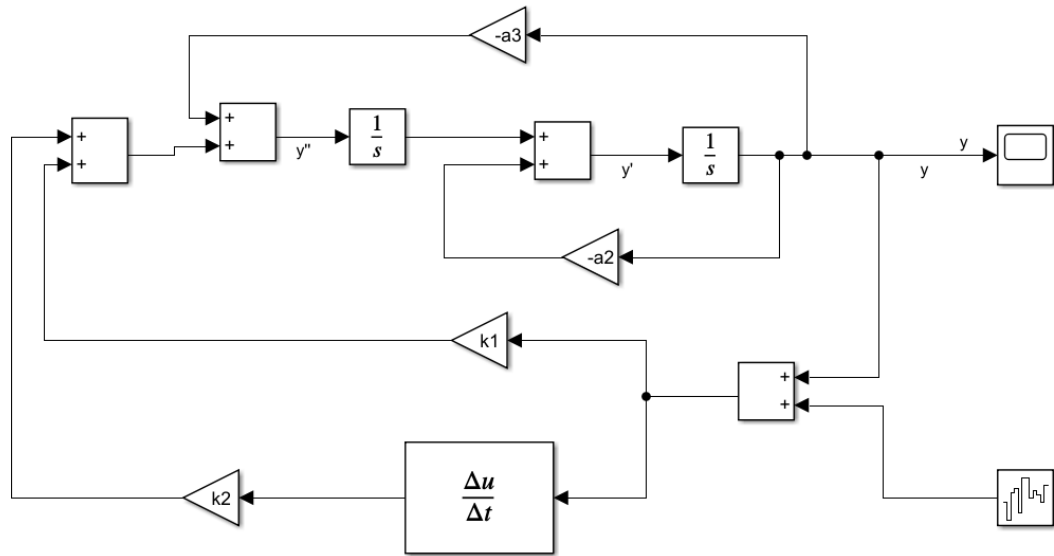 -a3
+
+
y"
1
s
+
+
+
+
y'
1
s
y
y
-a2
k1
+
+
k2
Δu
Δt